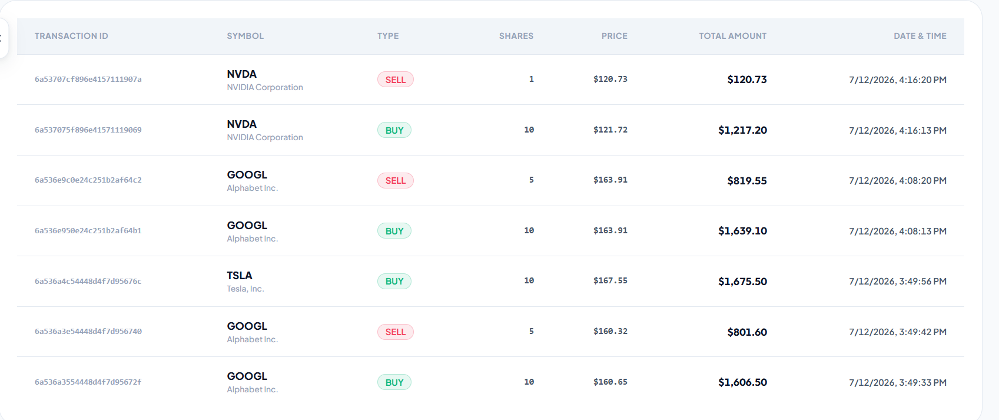 TRANSACTION ID SYMBOL TYPE SHARES PRICE TOTAL AMOUNT DATE & TIME
6a53707cf896e4157111907a NVDA SELL 1 $120.73 $120.73 7/12/2026, 4:16:20 PM
NVIDIA Corporation
6a537075f896e41571119069 NVDA BUY 10 $121.72 $1,217.20 7/12/2026, 4:16:13 PM
NVIDIA Corporation
6a536e9c0e24c251b2af64c2 GOOGL SELL 5 $163.91 $819.55 7/12/2026, 4:08:20 PM
Alphabet Inc.
6a536e950e24c251b2af64b1 GOOGL BUY 10 $163.91 $1,639.10 7/12/2026, 4:08:13 PM
Alphabet Inc.
6a536a4c54448d4f7d95676c TSLA BUY 10 $167.55 $1,675.50 7/12/2026, 3:49:56 PM
Tesla, Inc.
6a536a3e54448d4f7d956740 GOOGL SELL 5 $160.32 $801.60 7/12/2026, 3:49:42 PM
Alphabet Inc.
6a536a3554448d4f7d95672f GOOGL BUY 10 $160.65 $1,606.50 7/12/2026, 3:49:33 PM
Alphabet Inc.